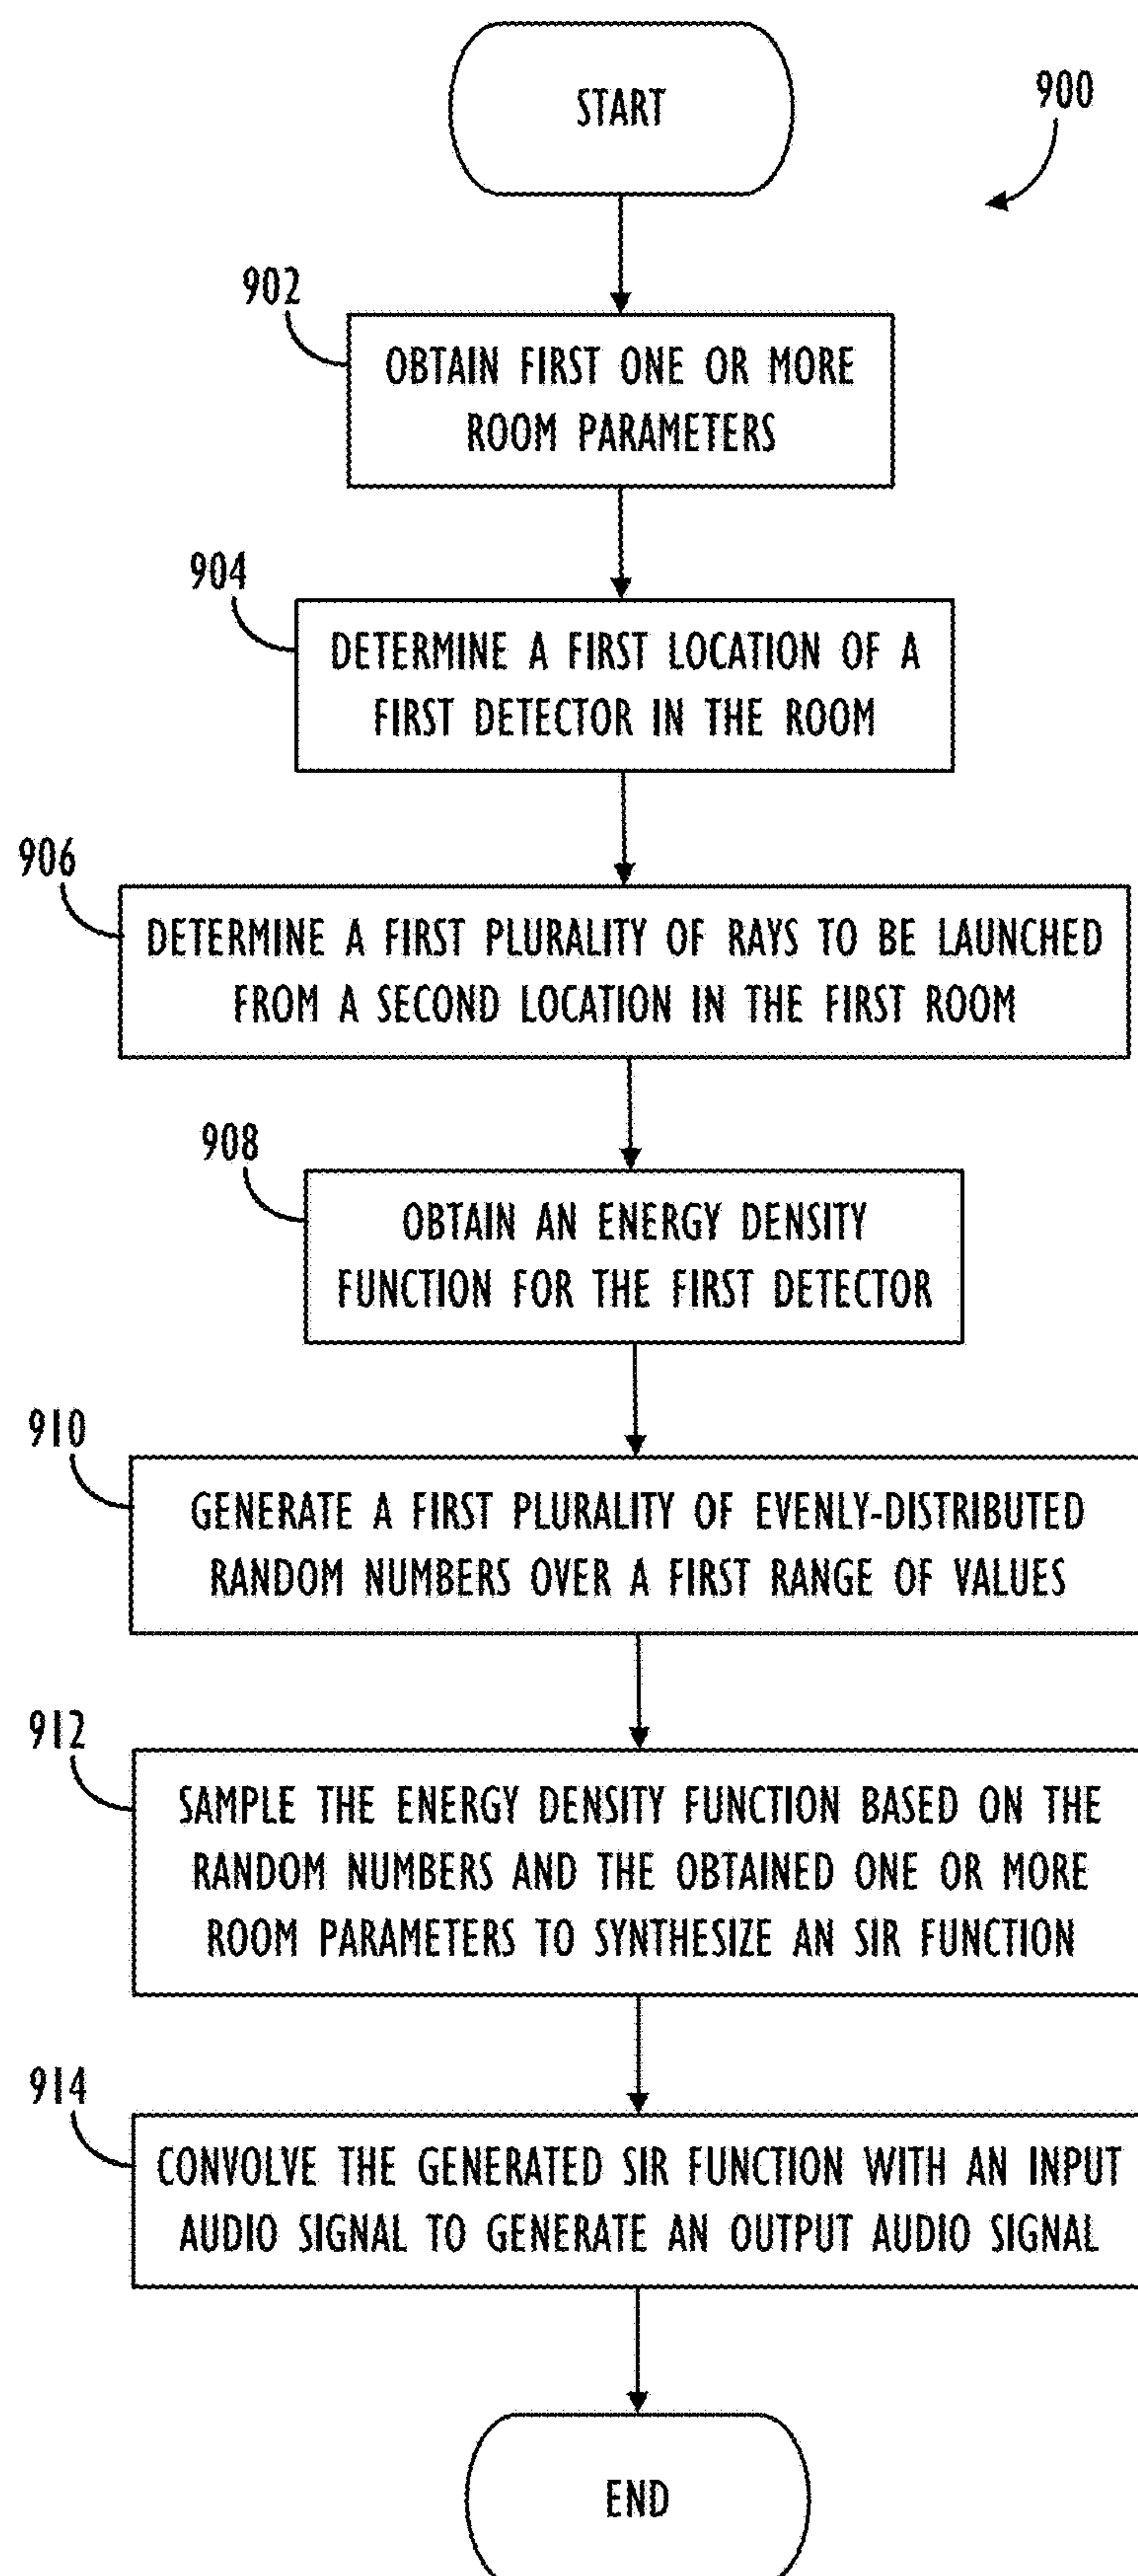 START
900
902
OBTAIN FIRST ONE OR MORE
ROOM PARAMETERS
904
DETERMINE A FIRST LOCATION OF A
FIRST DETECTOR IN THE ROOM
906
DETERMINE A FIRST PLURALITY OF RAYS TO BE LAUNCHED
FROM A SECOND LOCATION IN THE FIRST ROOM
908
OBTAIN AN ENERGY DENSITY
FUNCTION FOR THE FIRST DETECTOR
910
GENERATE A FIRST PLURALITY OF EVENLY-DISTRIBUTED
RANDOM NUMBERS OVER A FIRST RANGE OF VALUES
912
SAMPLE THE ENERGY DENSITY FUNCTION BASED ON THE
RANDOM NUMBERS AND THE OBTAINED ONE OR MORE
ROOM PARAMETERS TO SYNTHESIZE AN SIR FUNCTION
914
CONVOLVE THE GENERATED SIR FUNCTION WITH AN INPUT
AUDIO SIGNAL TO GENERATE AN OUTPUT AUDIO SIGNAL
END